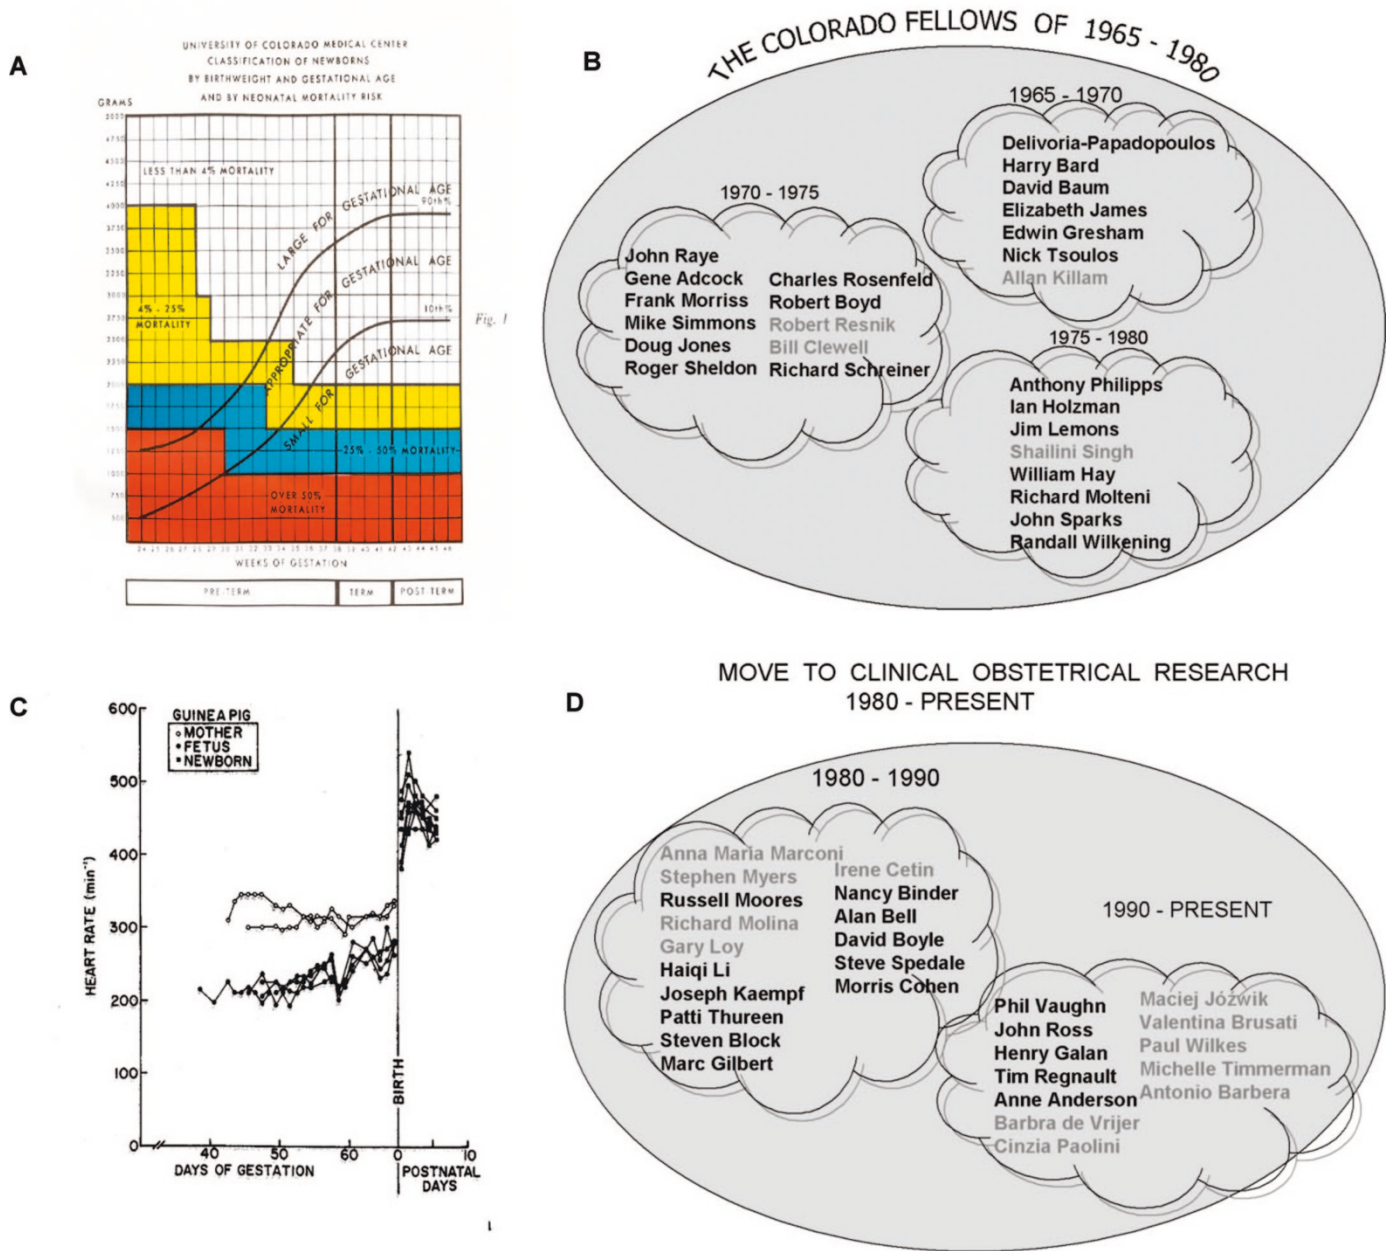 A
UNIVERSITY OF COLORADO MEDICAL CENTER
CLASSIFICATION OF NEWBORNS
BY BIRTHWEIGHT AND GESTATIONAL AGE
AND BY NEONATAL MORTALITY RISK
GRAMS
LESS THAN 4% MORTALITY
LARGE FOR GESTATIONAL AGE
90th%
APPROPRIATE FOR GESTATIONAL AGE
10th%
SMALL FOR GESTATIONAL AGE
4% - 25%
MORTALITY
25% - 50% MORTALITY
OVER 50%
MORTALITY
Fig. 1
WEEKS OF GESTATION
PRE-TERM
TERM
POST-TERM
B
THE COLORADO FELLOWS OF 1965 - 1980
1965 - 1970
Delivoria-Papadopoulos
Harry Bard
David Baum
Elizabeth James
Edwin Gresham
Nick Tsoulos
Allan Killam
1970 - 1975
John Raye
Gene Adcock
Frank Morriss
Mike Simmons
Doug Jones
Roger Sheldon
Charles Rosenfeld
Robert Boyd
Robert Resnik
Bill Clewell
Richard Schreiner
1975 - 1980
Anthony Philipps
Ian Holzman
Jim Lemons
Shailini Singh
William Hay
Richard Molteni
John Sparks
Randall Wilkening
C
600
500
400
300
200
100
0
HEART RATE (min⁻¹)
GUINEA PIG
MOTHER
FETUS
NEWBORN
BIRTH
40
50
60
0
10
DAYS OF GESTATION
POSTNATAL
DAYS
D
MOVE TO CLINICAL OBSTETRICAL RESEARCH
1980 - PRESENT
1980 - 1990
Anna Maria Marconi
Stephen Myers
Russell Moores
Richard Molina
Gary Loy
Haiqi Li
Joseph Kaempf
Patti Thureen
Steven Block
Marc Gilbert
Irene Cetin
Nancy Binder
Alan Bell
David Boyle
Steve Spedale
Morris Cohen
1990 - PRESENT
Phil Vaughn
John Ross
Henry Galan
Tim Regnault
Anne Anderson
Barbra de Vrijer
Cinzia Paolini
Maciej Jóźwik
Valentina Brusati
Paul Wilkes
Michelle Timmerman
Antonio Barbera